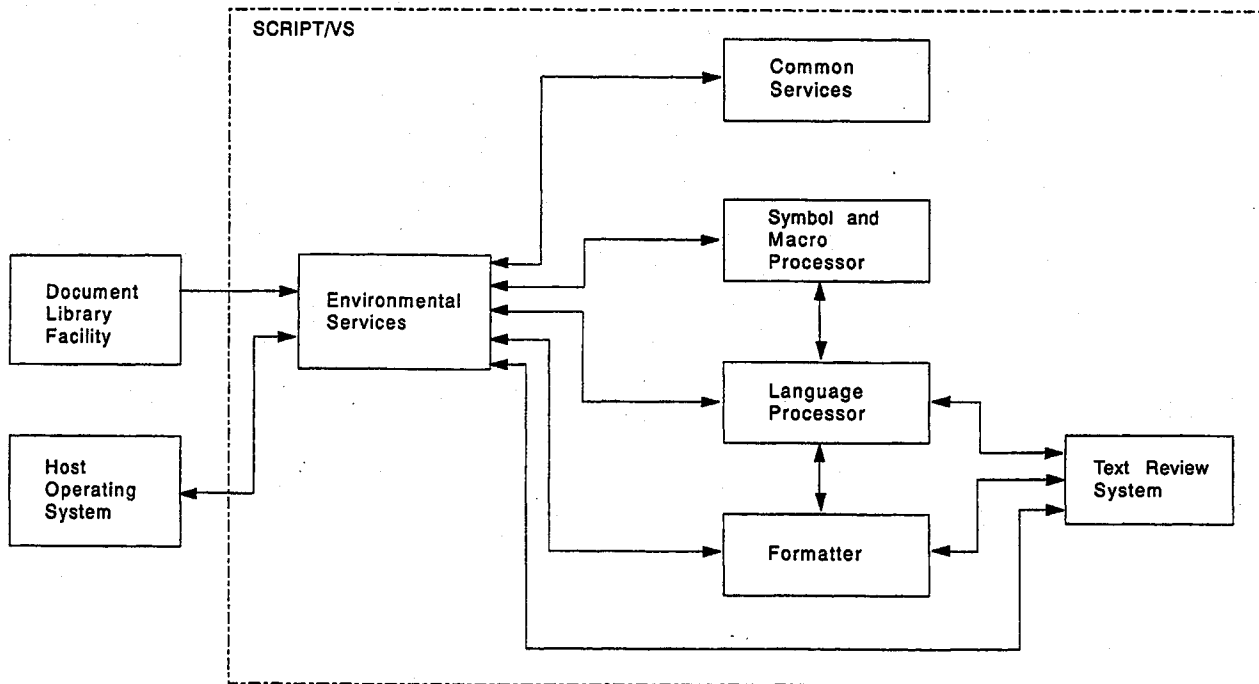 SCRIPT/VS
Common
Services
Symbol and
Macro
Processor
Document
Library
Facility
Environmental
Services
Language
Processor
Host
Operating
System
Text Review
System
Formatter